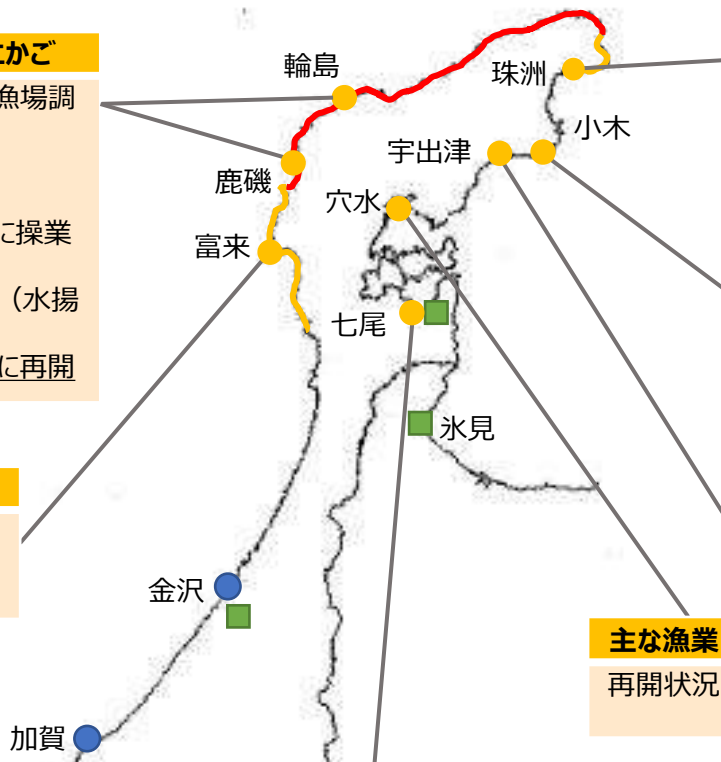 こかご
漁場調
に操業
（水揚
に再開
輪島
珠洲
小木
宇出津
鹿磯
穴水
富来
七尾
氷見
金沢
主な漁業
再開状況
加賀